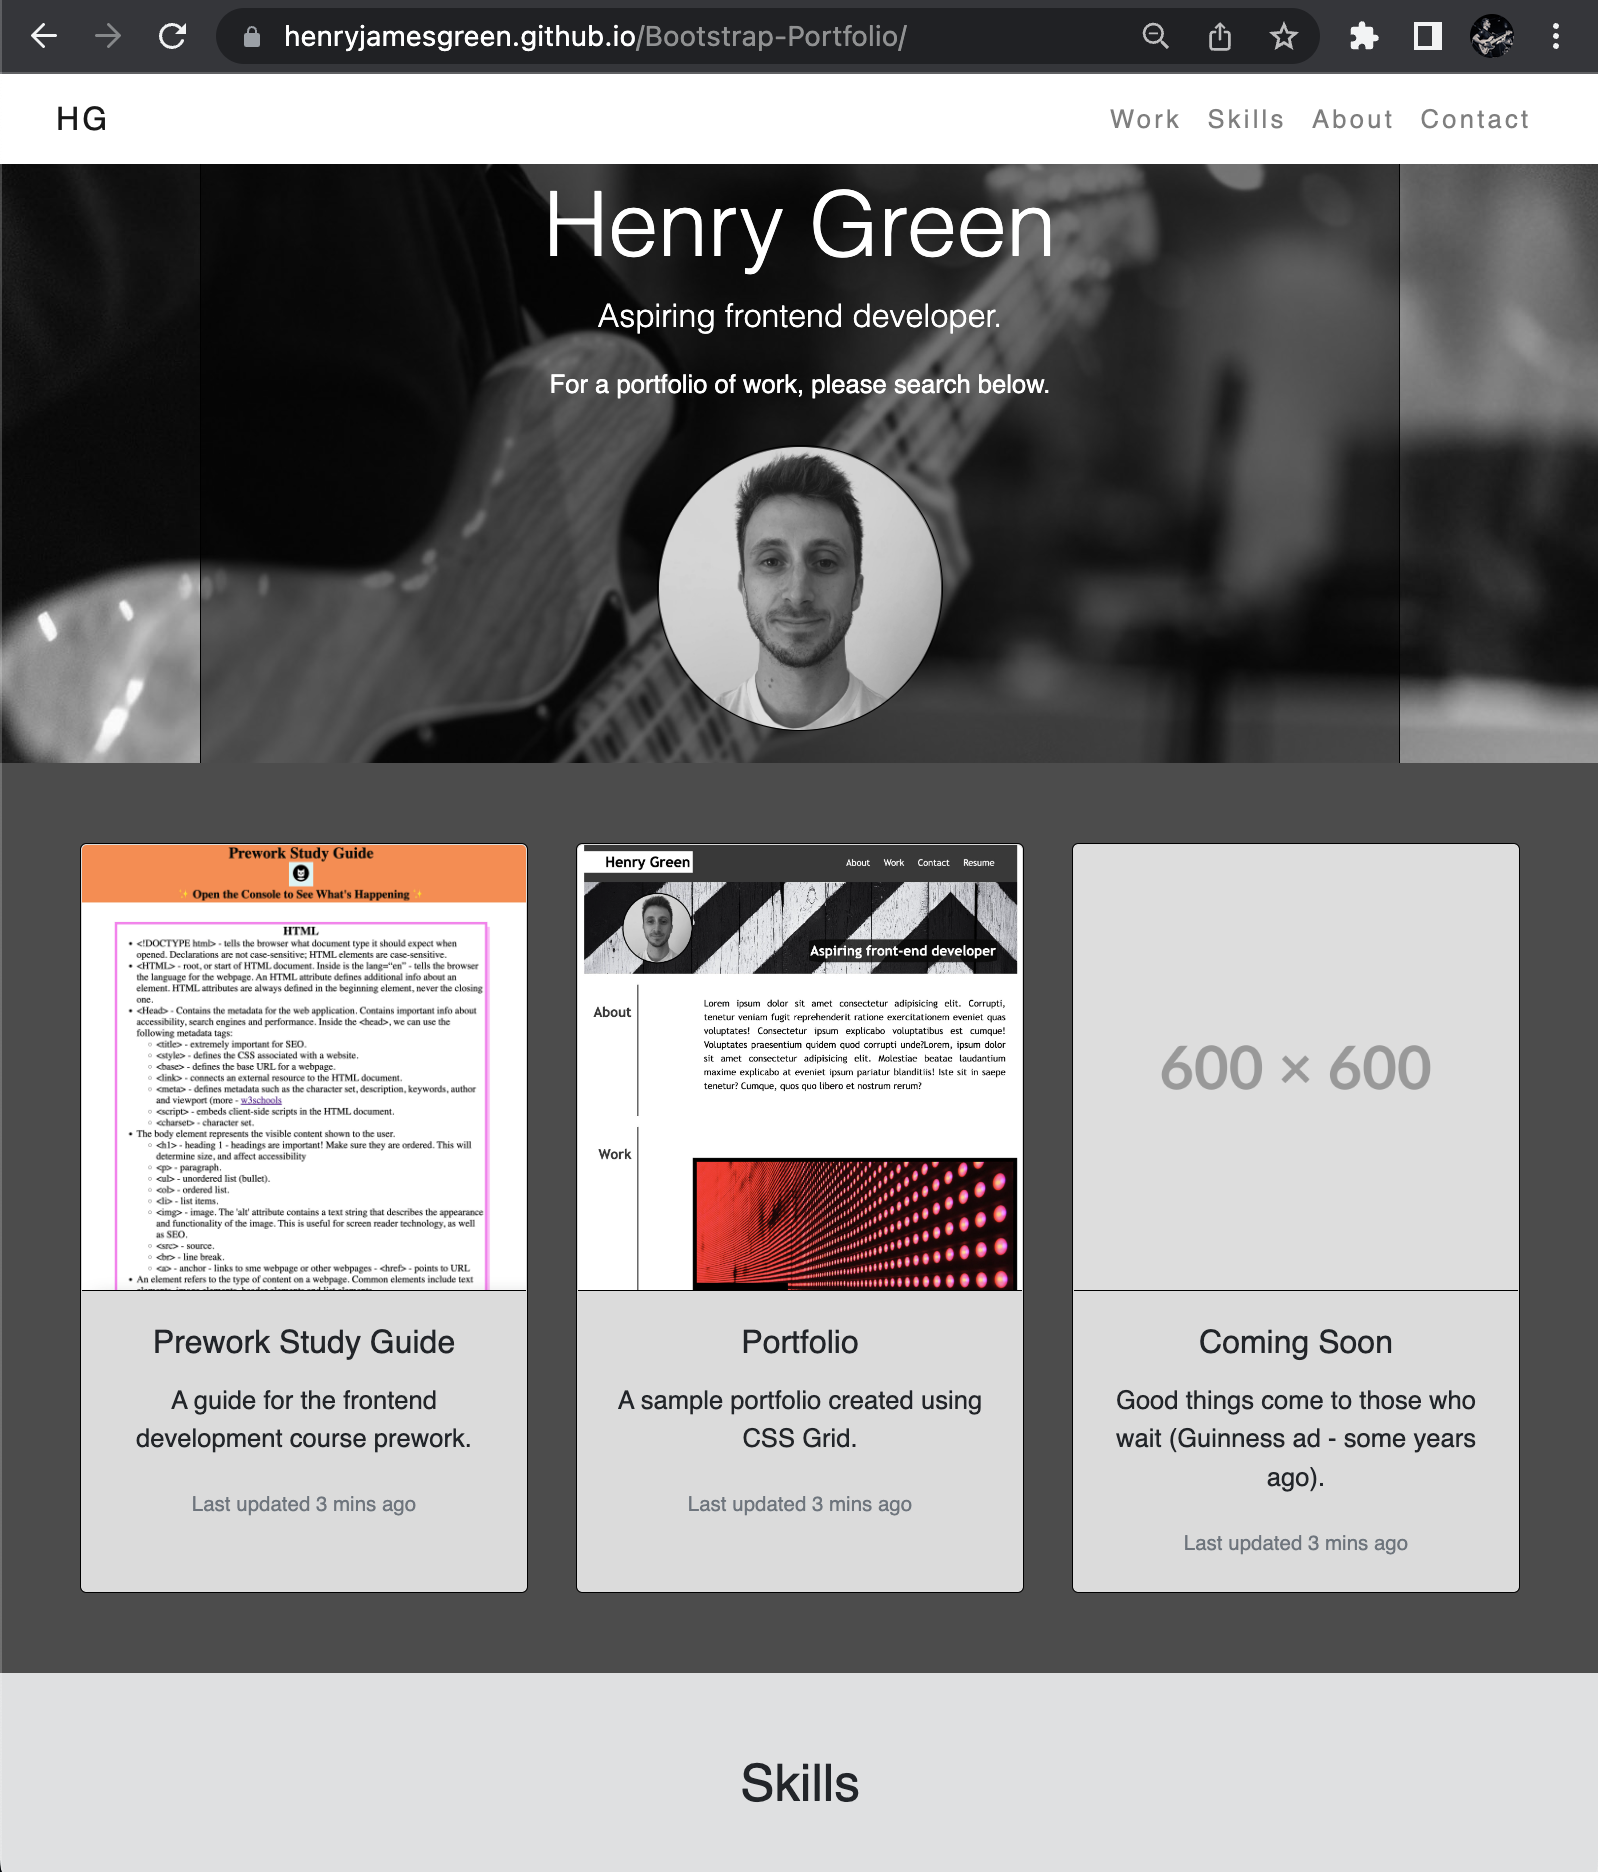 henryjamesgreen.github.io/Bootstrap-Portfolio/
HG
Work Skills About Contact
Henry Green
Aspiring frontend developer.
For a portfolio of work, please search below.
Prework Study Guide
✨ Open the Console to See What's Happening ✨
HTML
• <!DOCTYPE html> - tells the browser what document type it should expect when
opened. Declarations are not case-sensitive; HTML elements are case-sensitive.
• <HTML> - root, or start of HTML document. Inside is the lang="en" - tells the browser
the language for the webpage. An HTML attribute defines additional info about an
element. HTML attributes are always defined in the beginning element, never the closing
one.
• <Head> - Contains the metadata for the web application. Contains important info about
accessibility, search engines and performance. Inside the <head>, we can use the
following metadata tags:
◦ <title> - extremely important for SEO.
◦ <style> - defines the CSS associated with a website.
◦ <base> - defines the base URL for a webpage.
◦ <link> - connects an external resource to the HTML document.
◦ <meta> - defines metadata such as the character set, description, keywords, author
and viewport (more - w3schools
◦ <script> - embeds client-side scripts in the HTML document.
◦ <charset> - character set.
• The body element represents the visible content shown to the user.
◦ <h1> - heading 1 - headings are important! Make sure they are ordered. This will
determine size, and affect accessibility
◦ <p> - paragraph.
◦ <ul> - unordered list (bullet).
◦ <ol> - ordered list.
◦ <li> - list items.
◦ <img> - image. The 'alt' attribute contains a text string that describes the appearance
and functionality of the image. This is useful for screen reader technology, as well
as SEO.
◦ <src> - source.
◦ <br> - line break.
◦ <a> - anchor - links to sme webpage or other webpages - <href> - points to URL
• An element refers to the type of content on a webpage. Common elements include text
elements, image elements, header elements and list elements
Prework Study Guide
A guide for the frontend
development course prework.
Last updated 3 mins ago
Henry Green
About Work Contact Resume
Aspiring front-end developer
About
Lorem ipsum dolor sit amet consectetur adipisicing elit. Corrupti,
tenetur veniam fugit reprehenderit ratione exercitationem eveniet quas
voluptates! Consectetur ipsum explicabo voluptatibus est cumque!
Voluptates praesentium quidem quod corrupti unde?Lorem, ipsum dolor
sit amet consectetur adipisicing elit. Molestiae beatae laudantium
maxime explicabo at eveniet ipsum pariatur blanditiis! Iste sit in saepe
tenetur? Cumque, quos quo libero et nostrum rerum?
Work
Portfolio
A sample portfolio created using
CSS Grid.
Last updated 3 mins ago
600 × 600
Coming Soon
Good things come to those who
wait (Guinness ad - some years
ago).
Last updated 3 mins ago
Skills